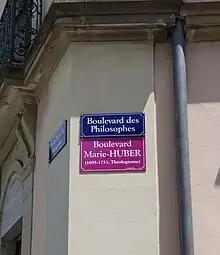 Boulevard des
Philosophes
Boulevard
Marie-HUBER
(1695-1753, Théologienne)